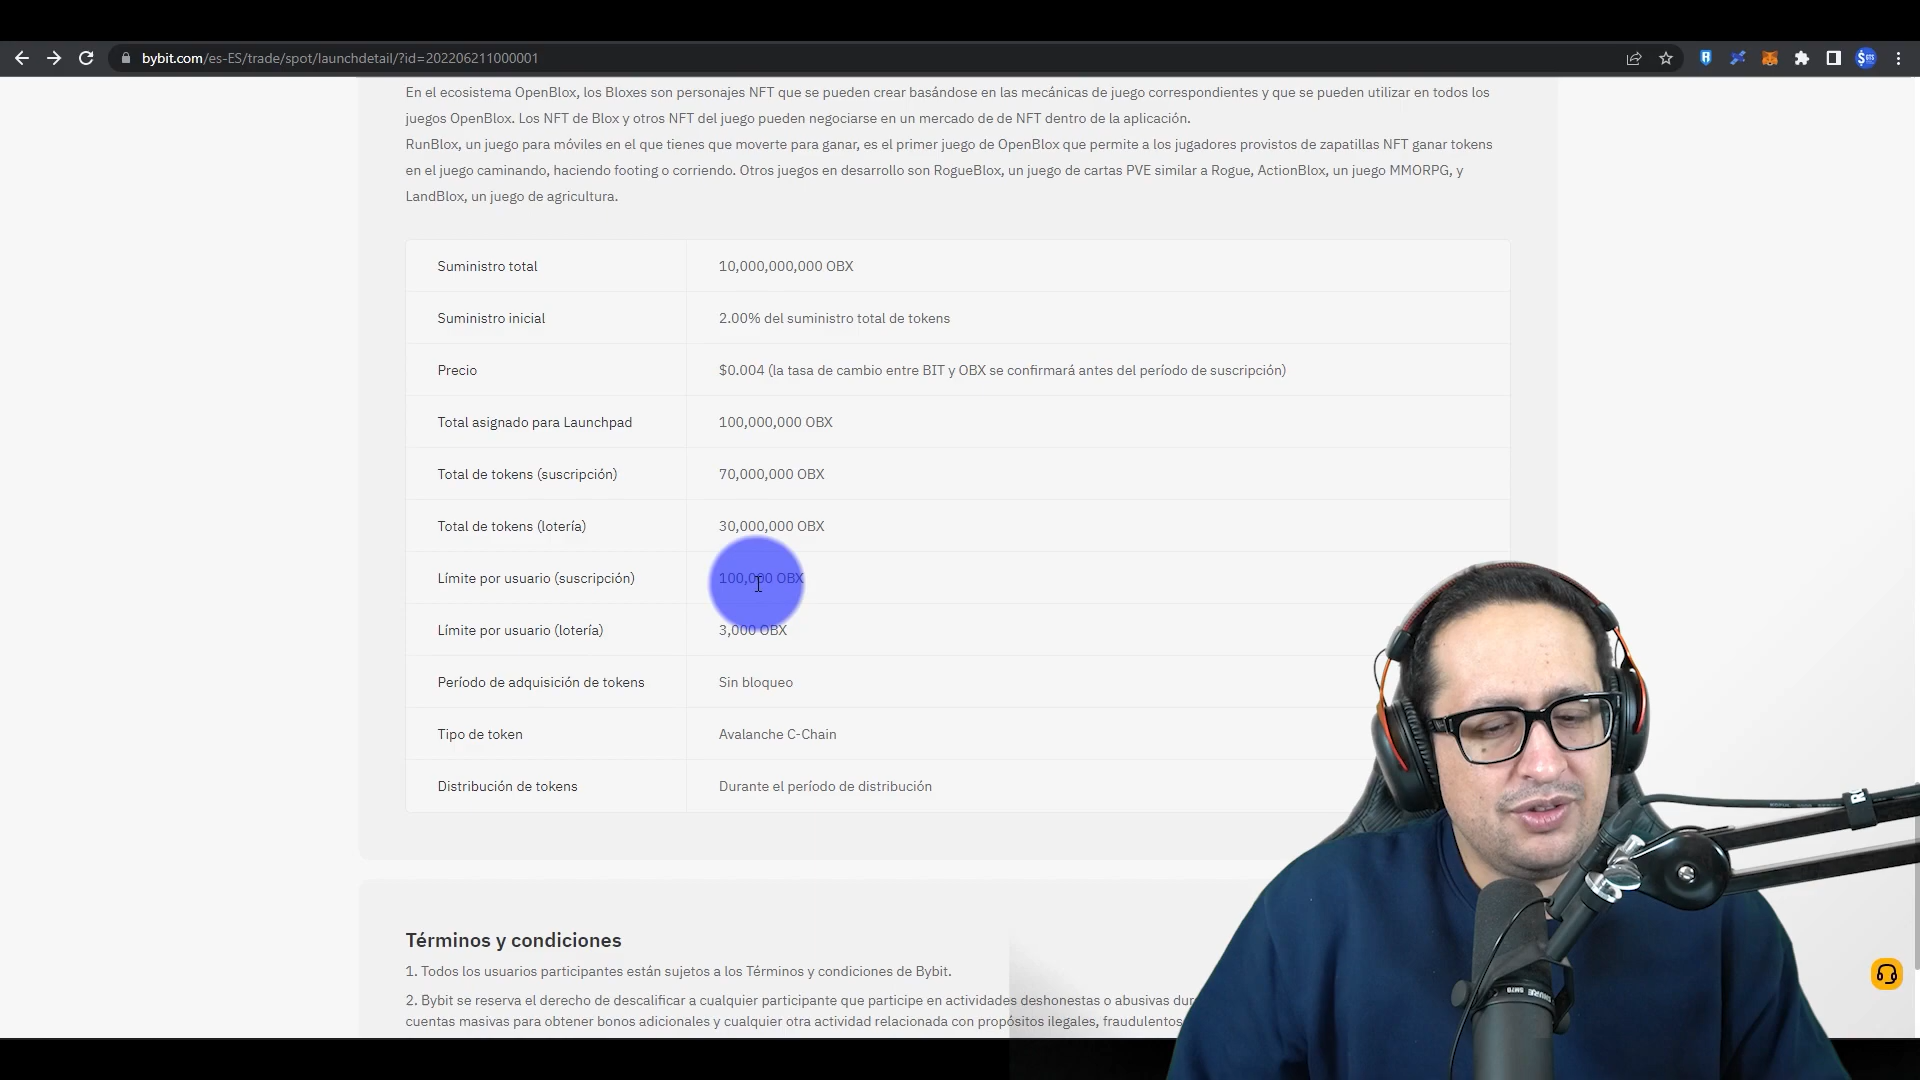 bybit.com/es-ES/trade/spot/launchdetail/?id=202206211000001
En el ecosistema OpenBlox, los Bloxes son personajes NFT que se pueden crear basándose en las mecánicas de juego correspondientes y que se pueden utilizar en todos los
juegos OpenBlox. Los NFT de Blox y otros NFT del juego pueden negociarse en un mercado de de NFT dentro de la aplicación.
RunBlox, un juego para móviles en el que tienes que moverte para ganar, es el primer juego de OpenBlox que permite a los jugadores provistos de zapatillas NFT ganar tokens
en el juego caminando, haciendo footing o corriendo. Otros juegos en desarrollo son RogueBlox, un juego de cartas PVE similar a Rogue, ActionBlox, un juego MMORPG, y
LandBlox, un juego de agricultura.
Suministro total 10,000,000,000 OBX
Suministro inicial 2.00% del suministro total de tokens
Precio $0.004 (la tasa de cambio entre BIT y OBX se confirmará antes del período de suscripción)
Total asignado para Launchpad 100,000,000 OBX
Total de tokens (suscripción) 70,000,000 OBX
Total de tokens (lotería) 30,000,000 OBX
Límite por usuario (suscripción) 100,000 OBX
Límite por usuario (lotería) 3,000 OBX
Período de adquisición de tokens Sin bloqueo
Tipo de token Avalanche C-Chain
Distribución de tokens Durante el período de distribución
Términos y condiciones
1. Todos los usuarios participantes están sujetos a los Términos y condiciones de Bybit.
2. Bybit se reserva el derecho de descalificar a cualquier participante que participe en actividades deshonestas o abusivas dur
cuentas masivas para obtener bonos adicionales y cualquier otra actividad relacionada con propósitos ilegales, fraudulentos